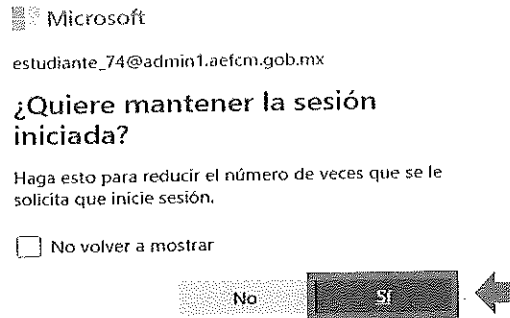 Microsoft
estudiante_74@admin1.aefcm.gob.mx
¿Quiere mantener la sesión
iniciada?
Haga esto para reducir el número de veces que se le
solicita que inicie sesión.
No volver a mostrar
No
Sí